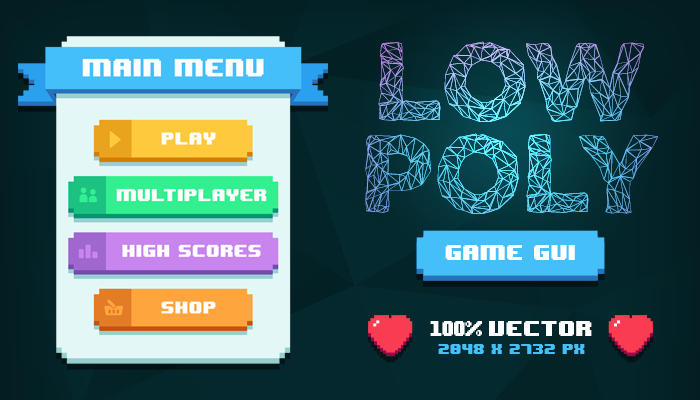 MAIN MENU
PLAY
MULTIPLAYER
HIGH SCORES
SHOP
LOW
POLY
GAME GUI
100% VECTOR
2048 X 2732 PX